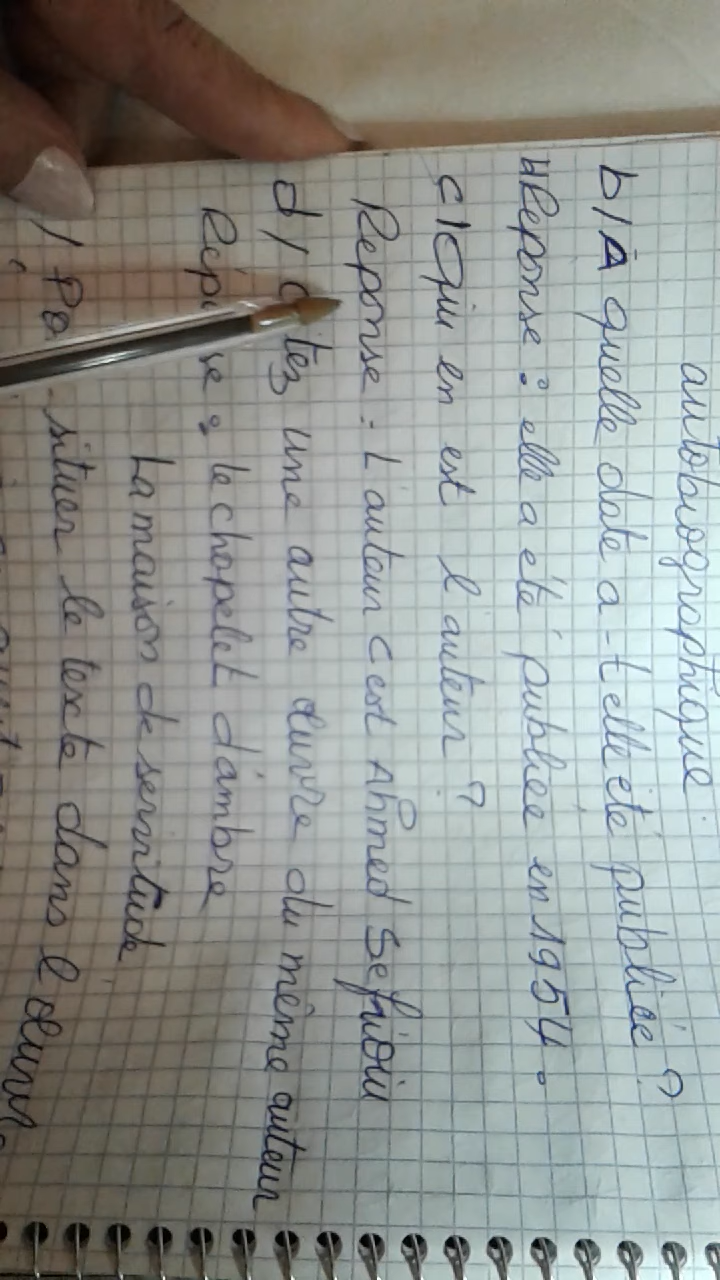 autobiographique.
b/ A quelle date a-t elle été publiée ?
Reponse : elle a été publiée en 1954.
c/ Qui en est l'auteur ?
Reponse : L'auteur c'est Ahmed Sefrioui
d/ citez une autre œuvre du même auteur
Réponse : le chapelet d'ambre
La maison de servitude
situer le texte dans l'œuvre